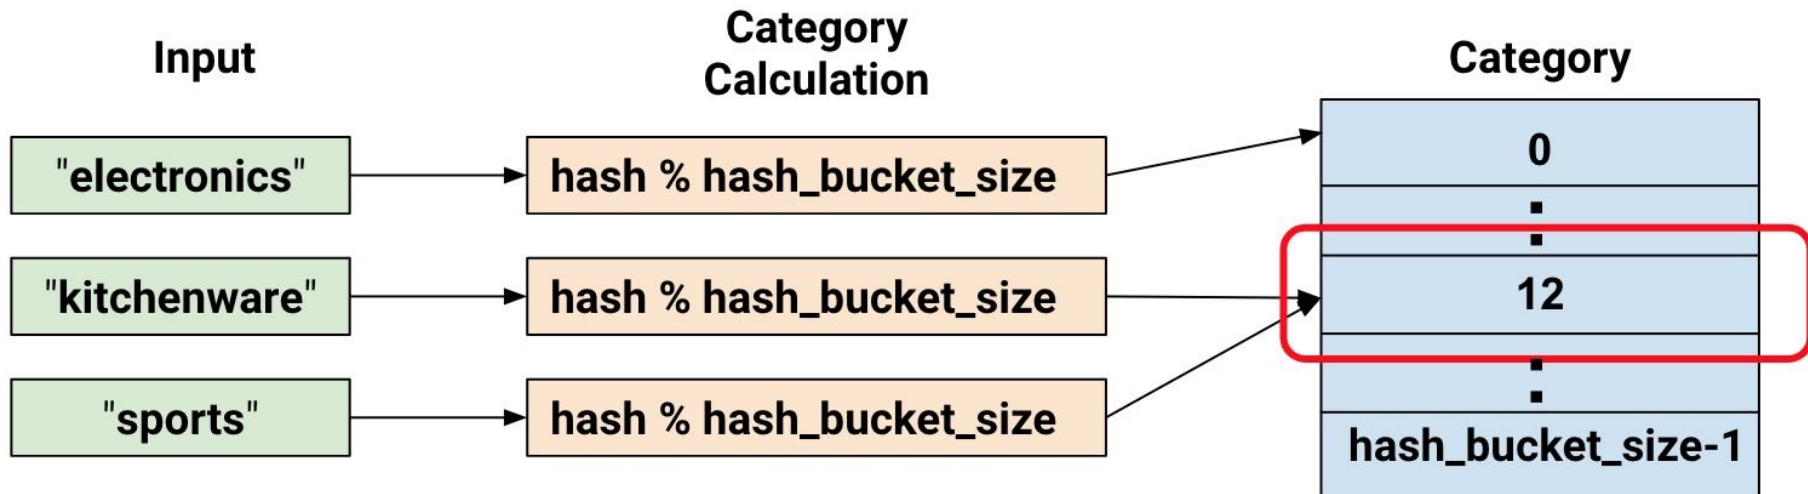 Input
Category
Calculation
Category
"electronics"
hash % hash_bucket_size
0
"kitchenware"
hash % hash_bucket_size
12
"sports"
hash % hash_bucket_size
hash_bucket_size-1